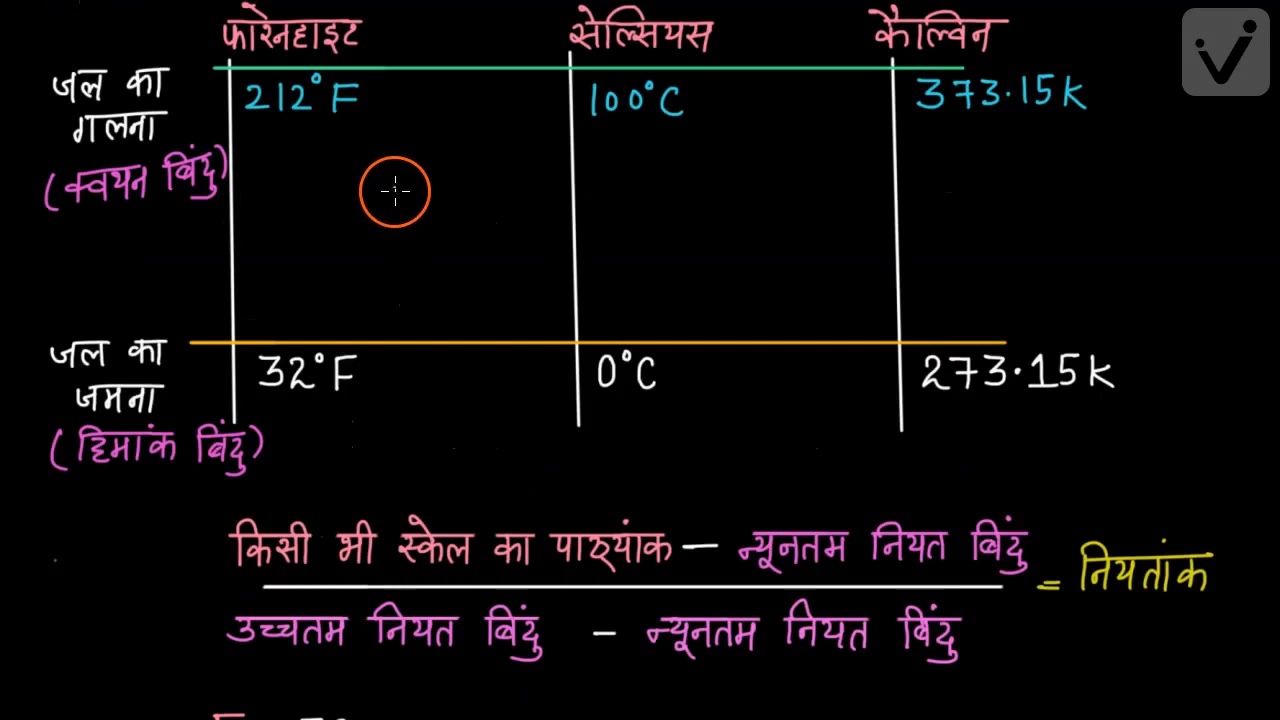 फारेनहाइट सेल्सियस कैल्विन
जल का 212°F 100°C 373.15K
गलना
(क्वथन बिंदु)
जल का 32°F 0°C 273.15K
जमना
(हिमांक बिंदु)
किसी भी स्केल का पाठ्यांक — न्यूनतम नियत बिंदु = नियतांक
उच्चतम नियत बिंदु – न्यूनतम नियत बिंदु